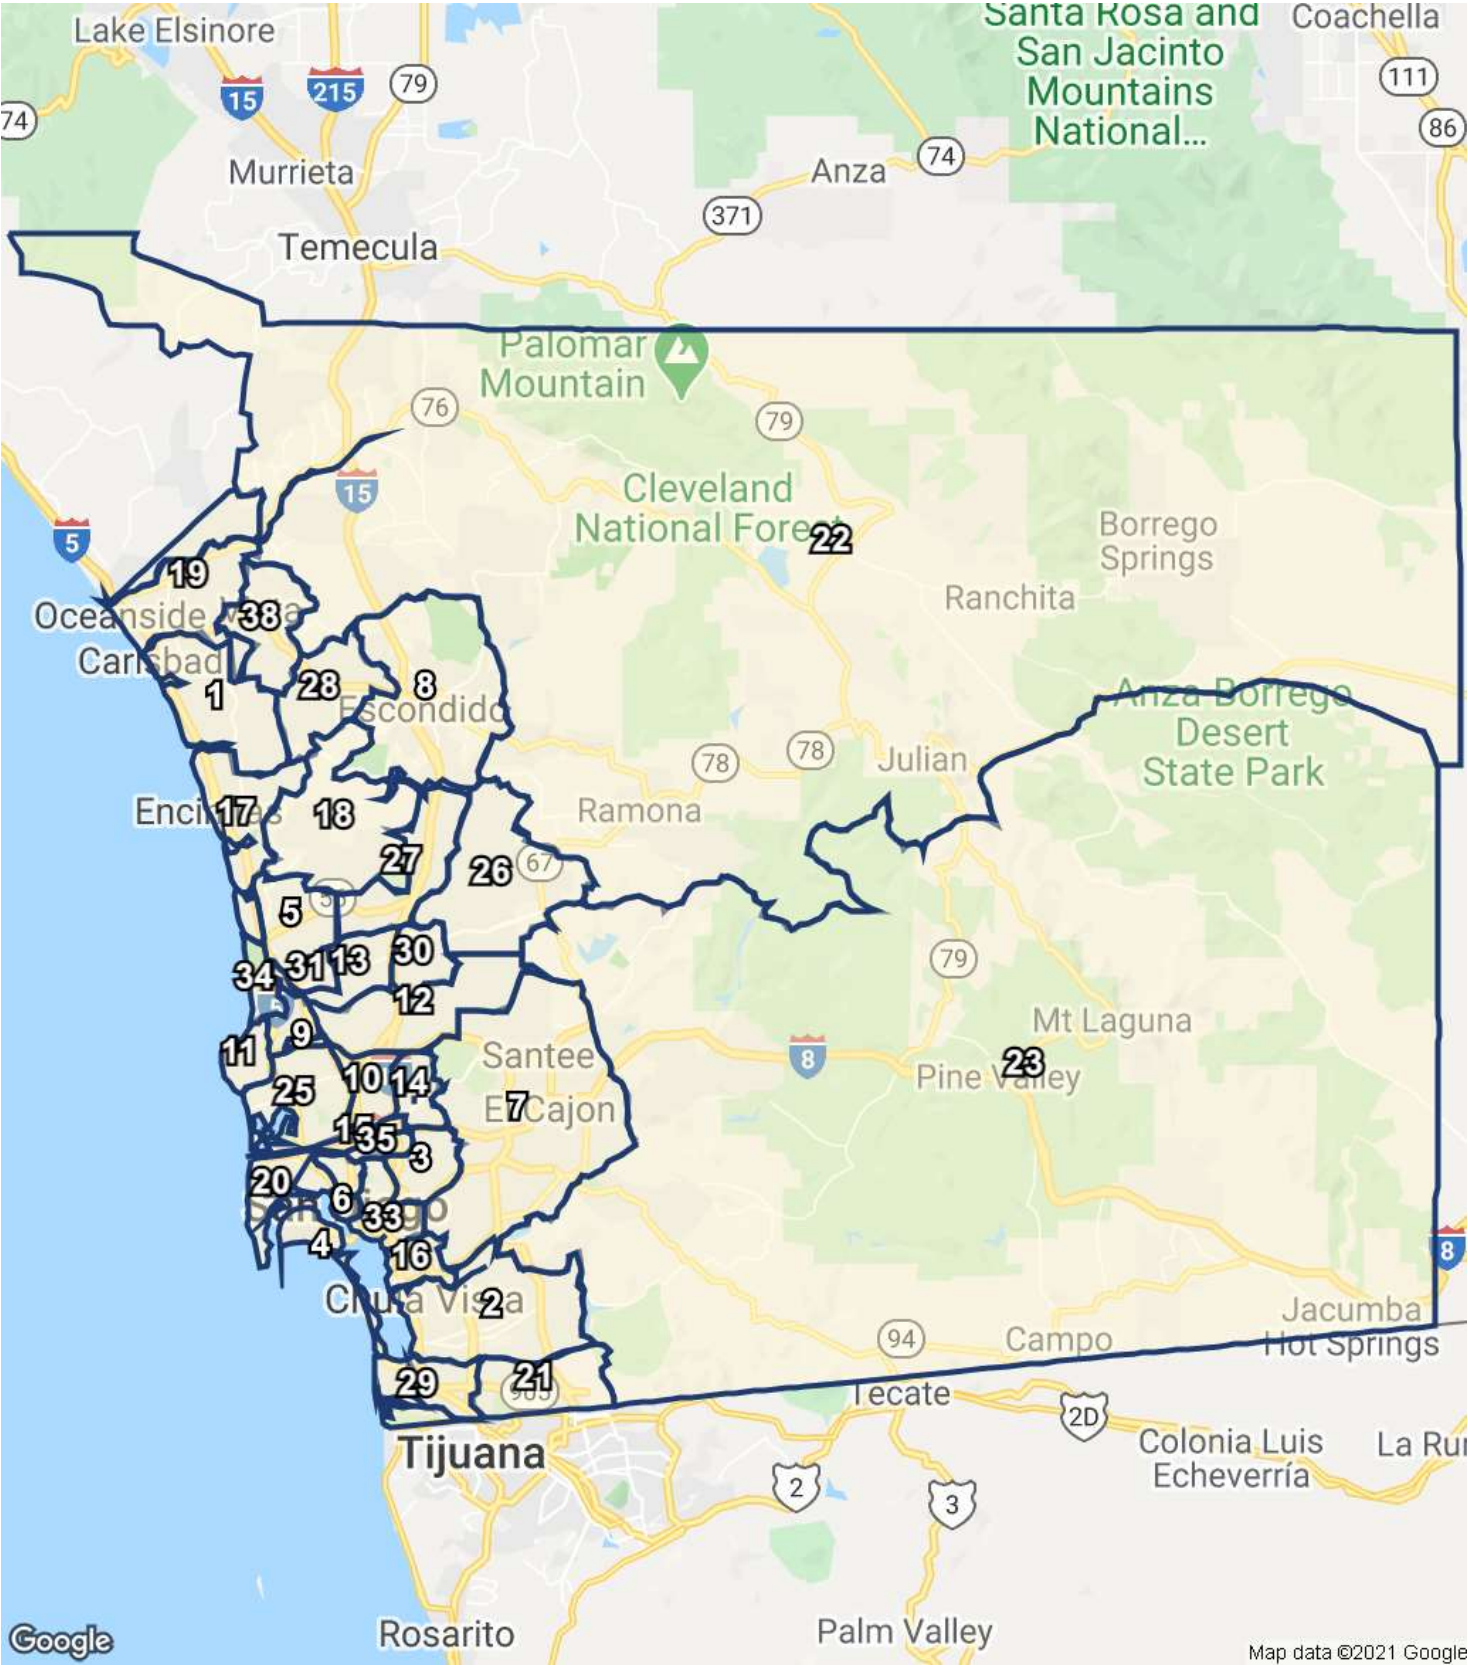 Lake Elsinore
Santa Rosa and
San Jacinto
Mountains
National...
Coachella
15
215
79
111
74
86
Murrieta
Anza
74
371
Temecula
Palomar
Mountain
76
79
15
Cleveland
National Forest
22
Borrego
Springs
5
19
Ranchita
Oceanside
Vista
38
Carlsbad
1
28
8
Escondido
Anza-Borrego
Desert
State Park
78
78
Julian
Encinitas
17
18
Ramona
27
26
67
5
56
34
31
13
30
79
12
5
9
Mt Laguna
11
Santee
8
23
Pine Valley
10
14
25
7
El Cajon
15
35
3
20
6
San Diego
33
4
16
8
Chula Vista
2
Jacumba
Hot Springs
94
Campo
29
21
905
Tecate
2D
Tijuana
Colonia Luis
Echeverría
La Rur
2
3
Rosarito
Palm Valley
Google
Map data ©2021 Google